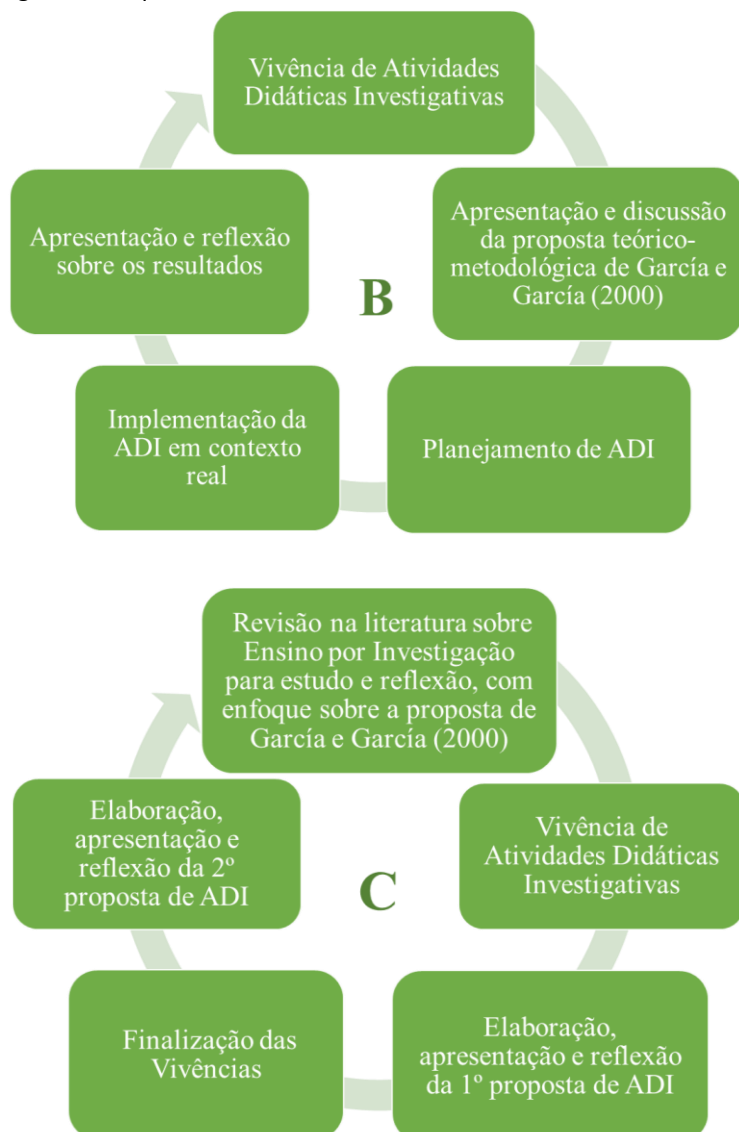 Vivência de Atividades
Didáticas Investigativas
Apresentação e discussão
da proposta teórico-
metodológica de García e
García (2000)
Planejamento de ADI
Implementação da
ADI em contexto
real
Apresentação e reflexão
sobre os resultados
B
Revisão na literatura sobre
Ensino por Investigação
para estudo e reflexão, com
enfoque sobre a proposta de
García e García (2000)
Vivência de
Atividades Didáticas
Investigativas
Elaboração,
apresentação e reflexão
da 1º proposta de ADI
Finalização das
Vivências
Elaboração,
apresentação e
reflexão da 2º
proposta de ADI
C